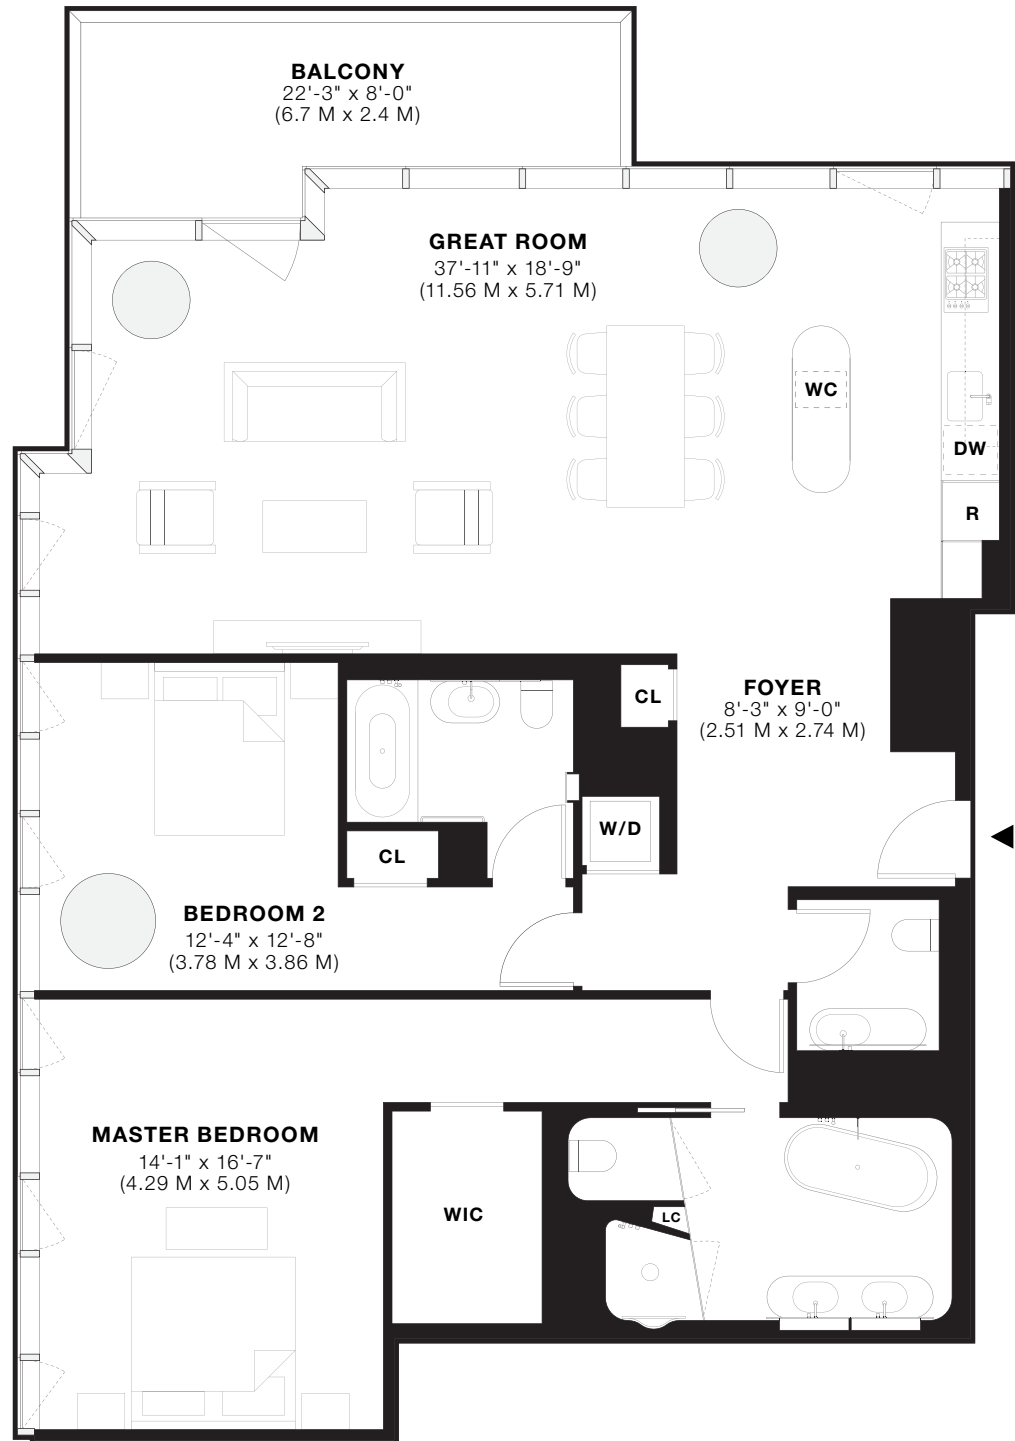 BALCONY
22'-3" x 8'-0"
(6.7 M x 2.4 M)
GREAT ROOM
37'-11" x 18'-9"
(11.56 M x 5.71 M)
WC
DW
R
CL
FOYER
8'-3" x 9'-0"
(2.51 M x 2.74 M)
W/D
CL
BEDROOM 2
12'-4" x 12'-8"
(3.78 M x 3.86 M)
MASTER BEDROOM
14'-1" x 16'-7"
(4.29 M x 5.05 M)
WIC
LC